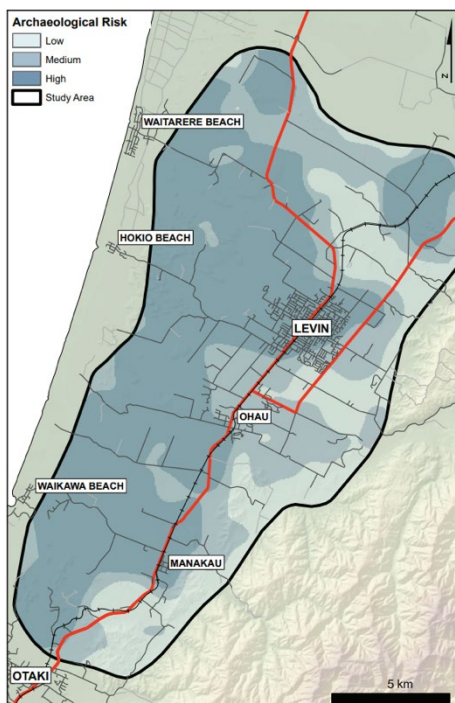 Archaeological Risk
Low
Medium
High
Study Area
N
WAITARERE BEACH
HOKIO BEACH
LEVIN
OHAU
WAIKAWA BEACH
MANAKAU
OTAKI
5 km